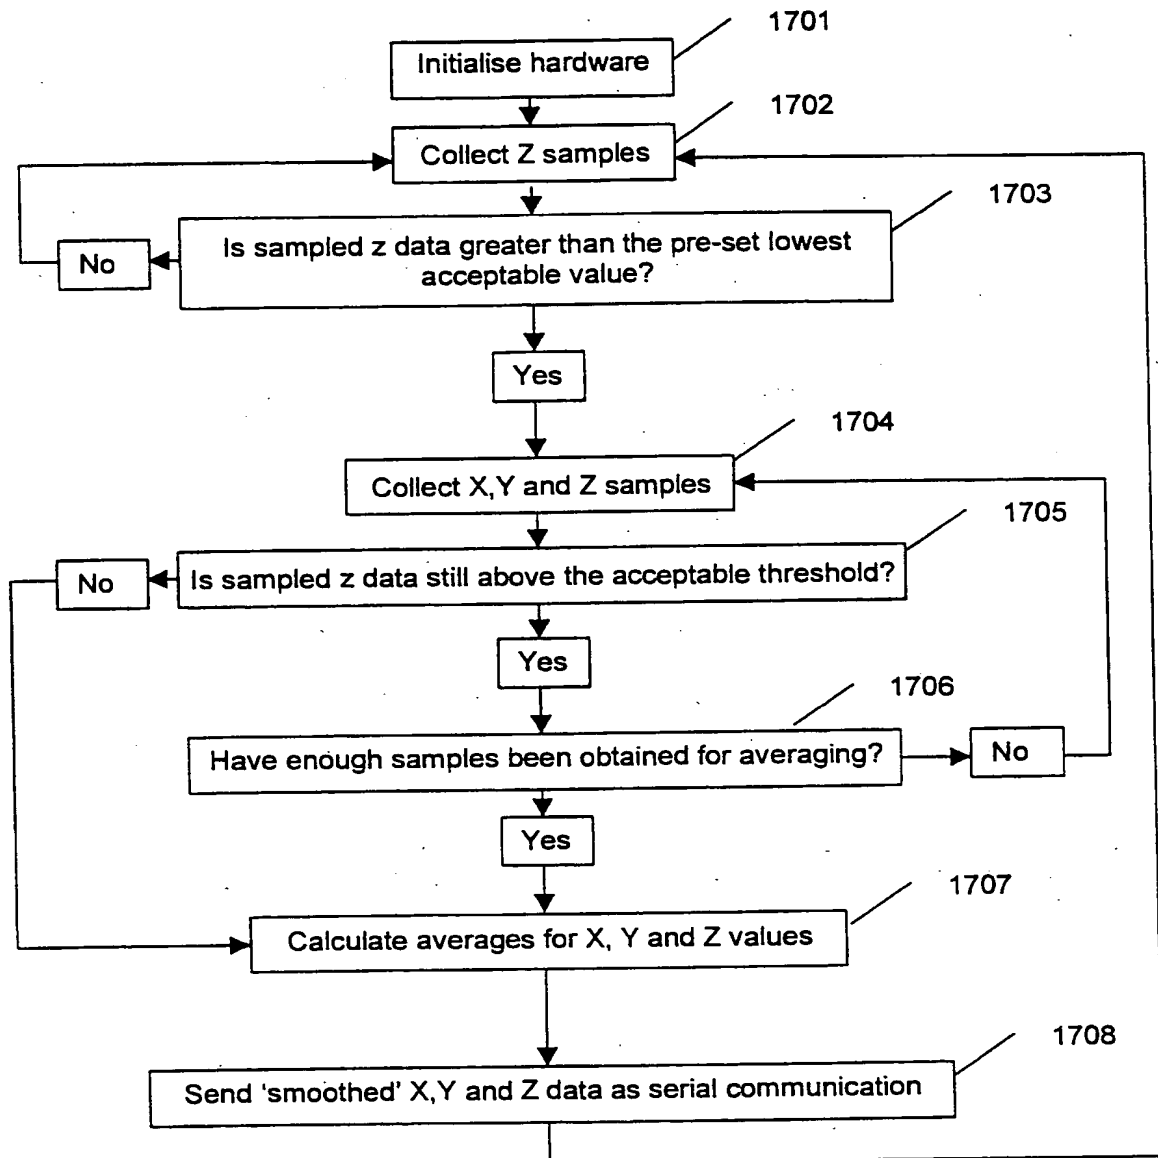 1701
Initialise hardware
1702
Collect Z samples
1703
Is sampled z data greater than the pre-set lowest
acceptable value?
No
Yes
1704
Collect X,Y and Z samples
1705
Is sampled z data still above the acceptable threshold?
No
Yes
1706
Have enough samples been obtained for averaging?
No
Yes
1707
Calculate averages for X, Y and Z values
1708
Send 'smoothed' X,Y and Z data as serial communication